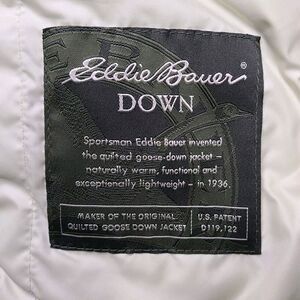 Eddie Bauer®
DOWN
Sportsman Eddie Bauer invented
the quilted goose-down jacket –
naturally warm, functional and
exceptionally lightweight – in 1936.
MAKER OF THE ORIGINAL
QUILTED GOOSE DOWN JACKET
U.S. PATENT
D119,122